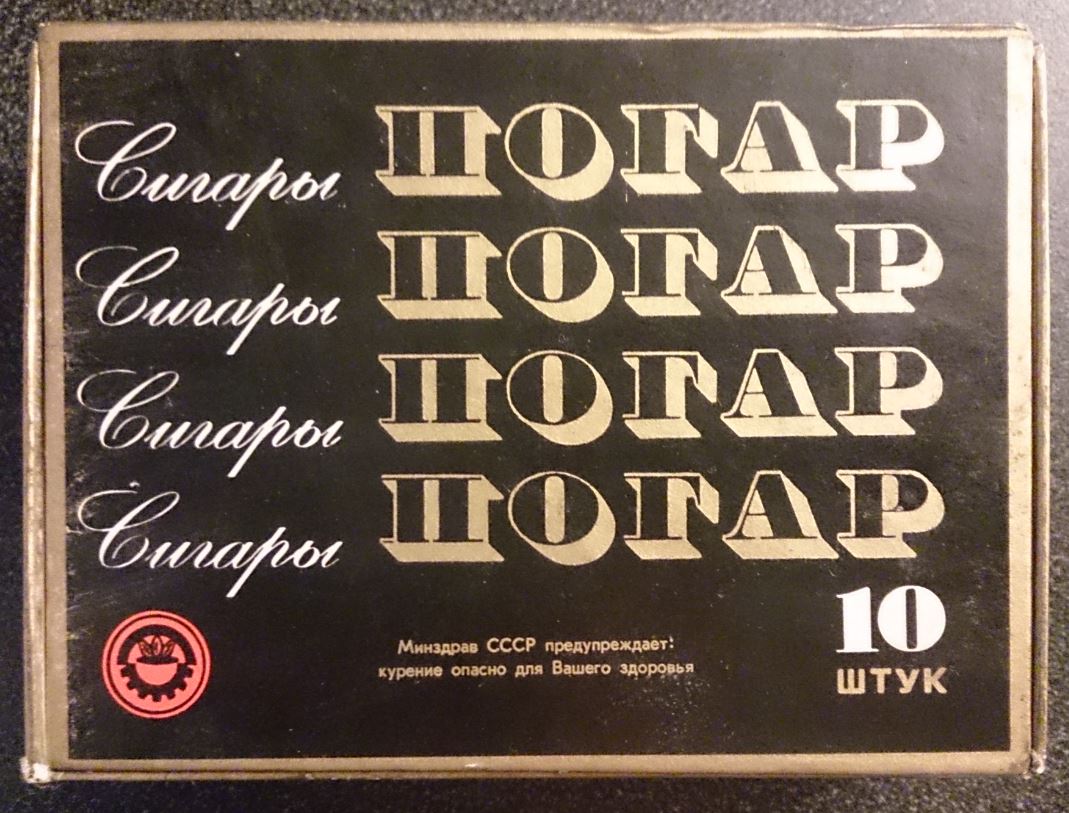 Сигары ПОГАР
Сигары ПОГАР
Сигары ПОГАР
Сигары ПОГАР
10
ШТУК
Минздрав СССР предупреждает:
курение опасно для Вашего здоровья